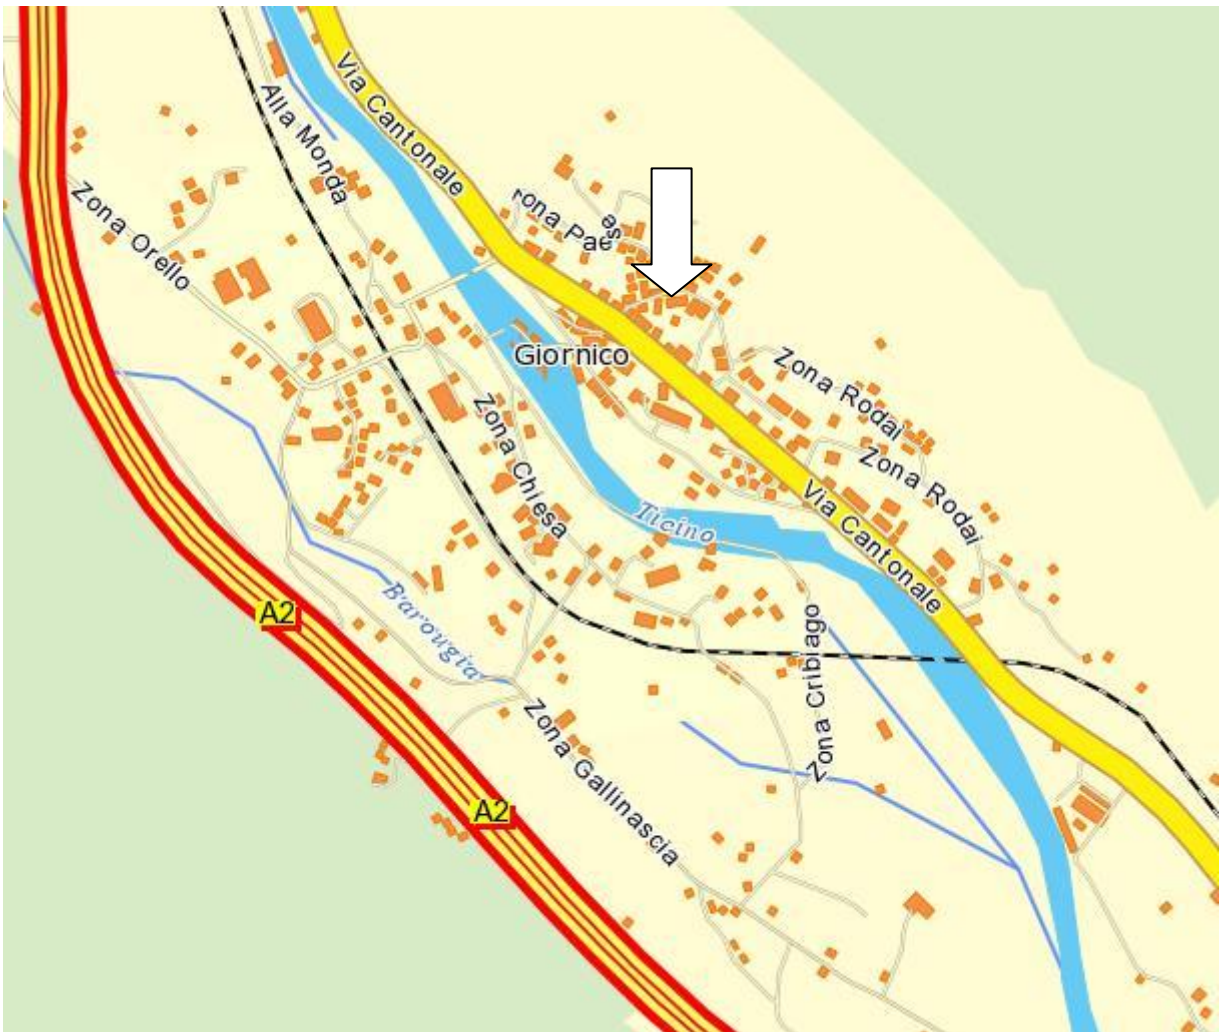 Via Cantonale
Alla Monda
Zona Orello
rona Paese
Giornico
Zona Rodai
Zona Rodai
Zona Chiesa
Via Cantonale
Ticino
Barougia
A2
Zona Cribiago
Zona Gallinascia
A2